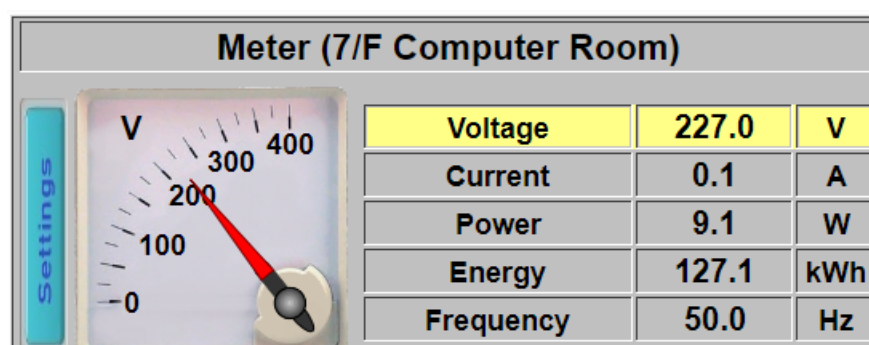 Meter (7/F Computer Room)
Settings
V
0
100
200
300
400
Voltage 227.0 V
Current 0.1 A
Power 9.1 W
Energy 127.1 kWh
Frequency 50.0 Hz